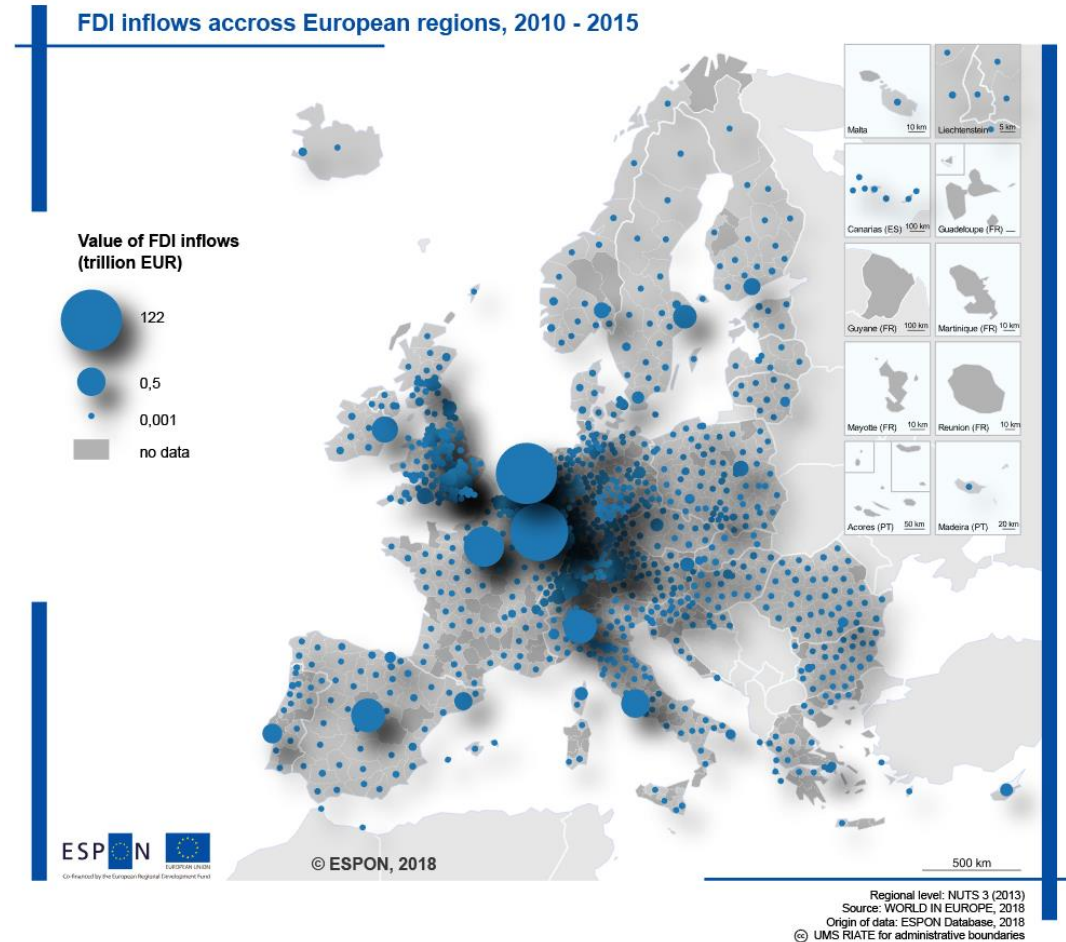 FDI inflows accross European regions, 2010 - 2015
Malta 10 km
Liechtenstein 5 km
Canarias (ES) 100 km
Guadeloupe (FR)
Value of FDI inflows
(trillion EUR)
122
0,5
0,001
no data
Guyane (FR) 100 km
Martinique (FR) 10 km
Mayotte (FR) 10 km
Reunion (FR) 10 km
Acores (PT) 50 km
Madeira (PT) 20 km
ESPON
EUROPEAN UNION
Co-financed by the European Regional Development Fund
© ESPON, 2018
500 km
Regional level: NUTS 3 (2013)
Source: WORLD IN EUROPE, 2018
Origin of data: ESPON Database, 2018
(cc) UMS RIATE for administrative boundaries